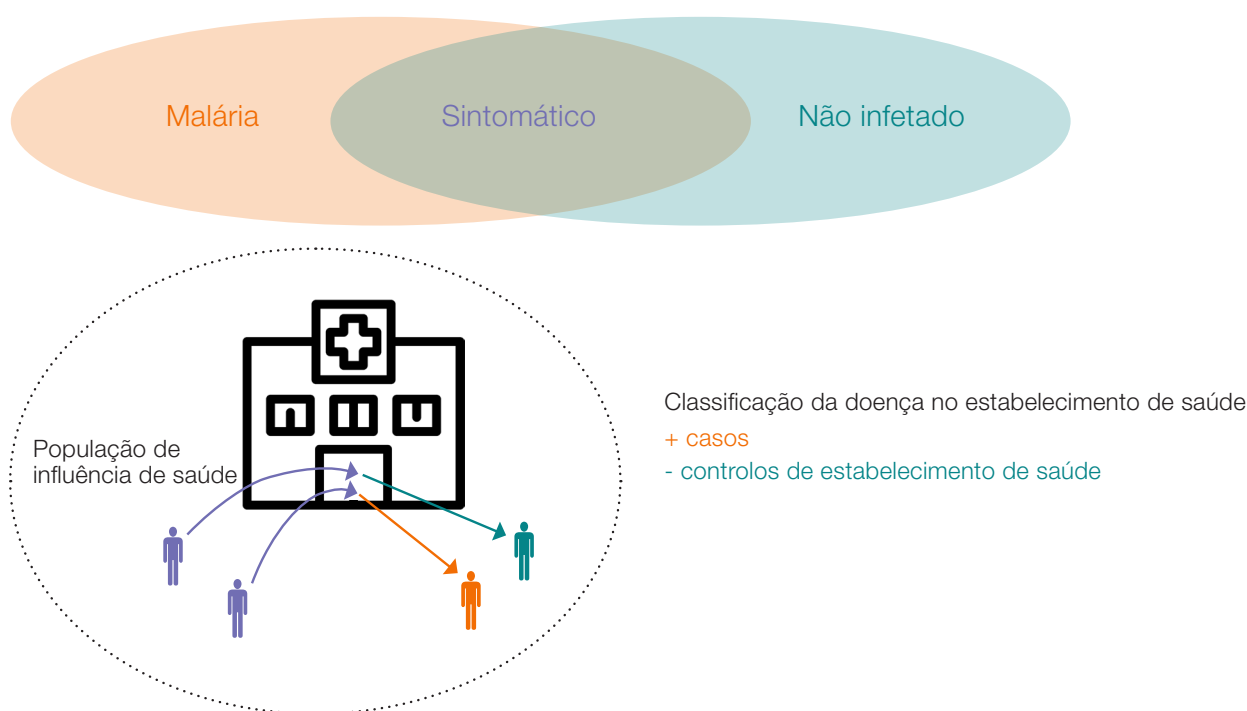 Malária
Sintomático
Não infetado
População de
influência de saúde
Classificação da doença no estabelecimento de saúde
+ casos
- controlos de estabelecimento de saúde